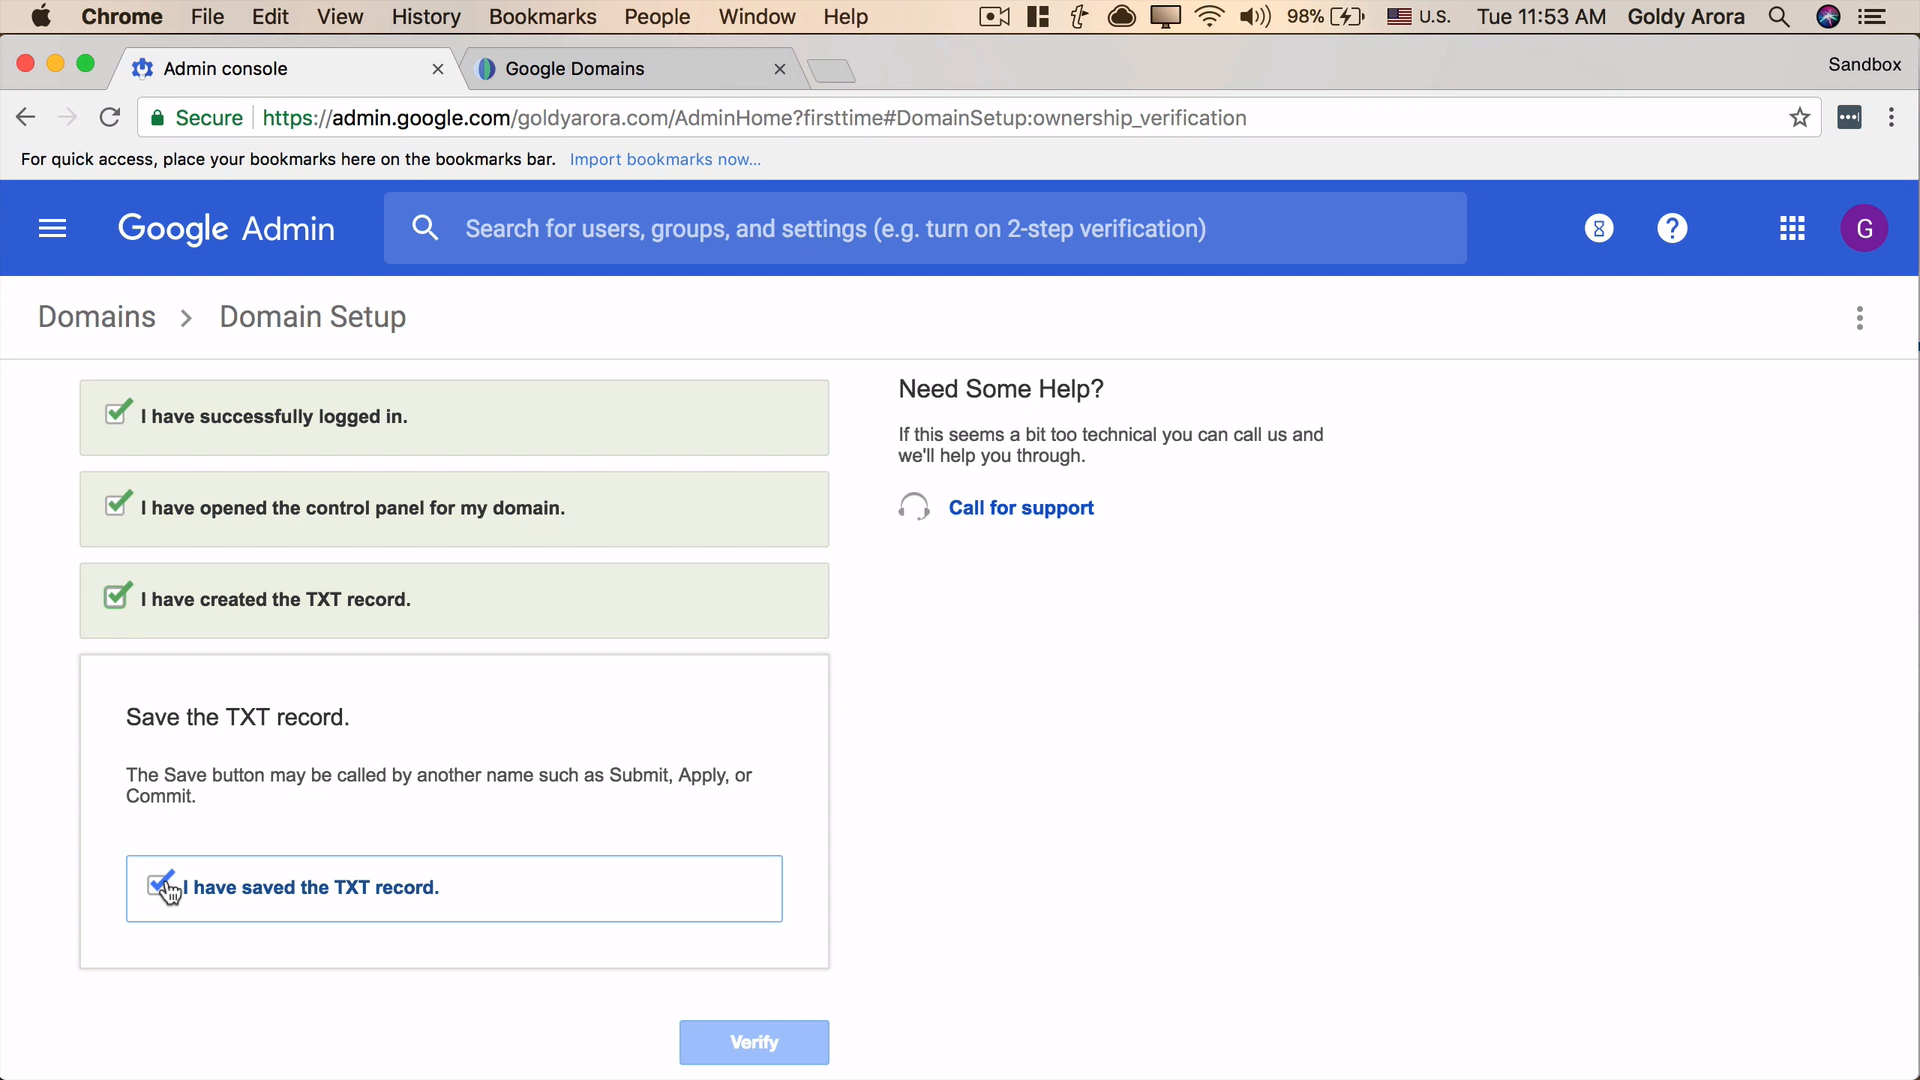 Chrome File Edit View History Bookmarks People Window Help 98% U.S. Tue 11:53 AM Goldy Arora
Admin console Google Domains Sandbox
Secure https://admin.google.com/goldyarora.com/AdminHome?firsttime#DomainSetup:ownership_verification
For quick access, place your bookmarks here on the bookmarks bar. Import bookmarks now...
Google Admin Search for users, groups, and settings (e.g. turn on 2-step verification) ? G
Domains > Domain Setup
I have successfully logged in.
I have opened the control panel for my domain.
I have created the TXT record.
Save the TXT record.
The Save button may be called by another name such as Submit, Apply, or
Commit.
I have saved the TXT record.
Verify
Need Some Help?
If this seems a bit too technical you can call us and
we'll help you through.
Call for support